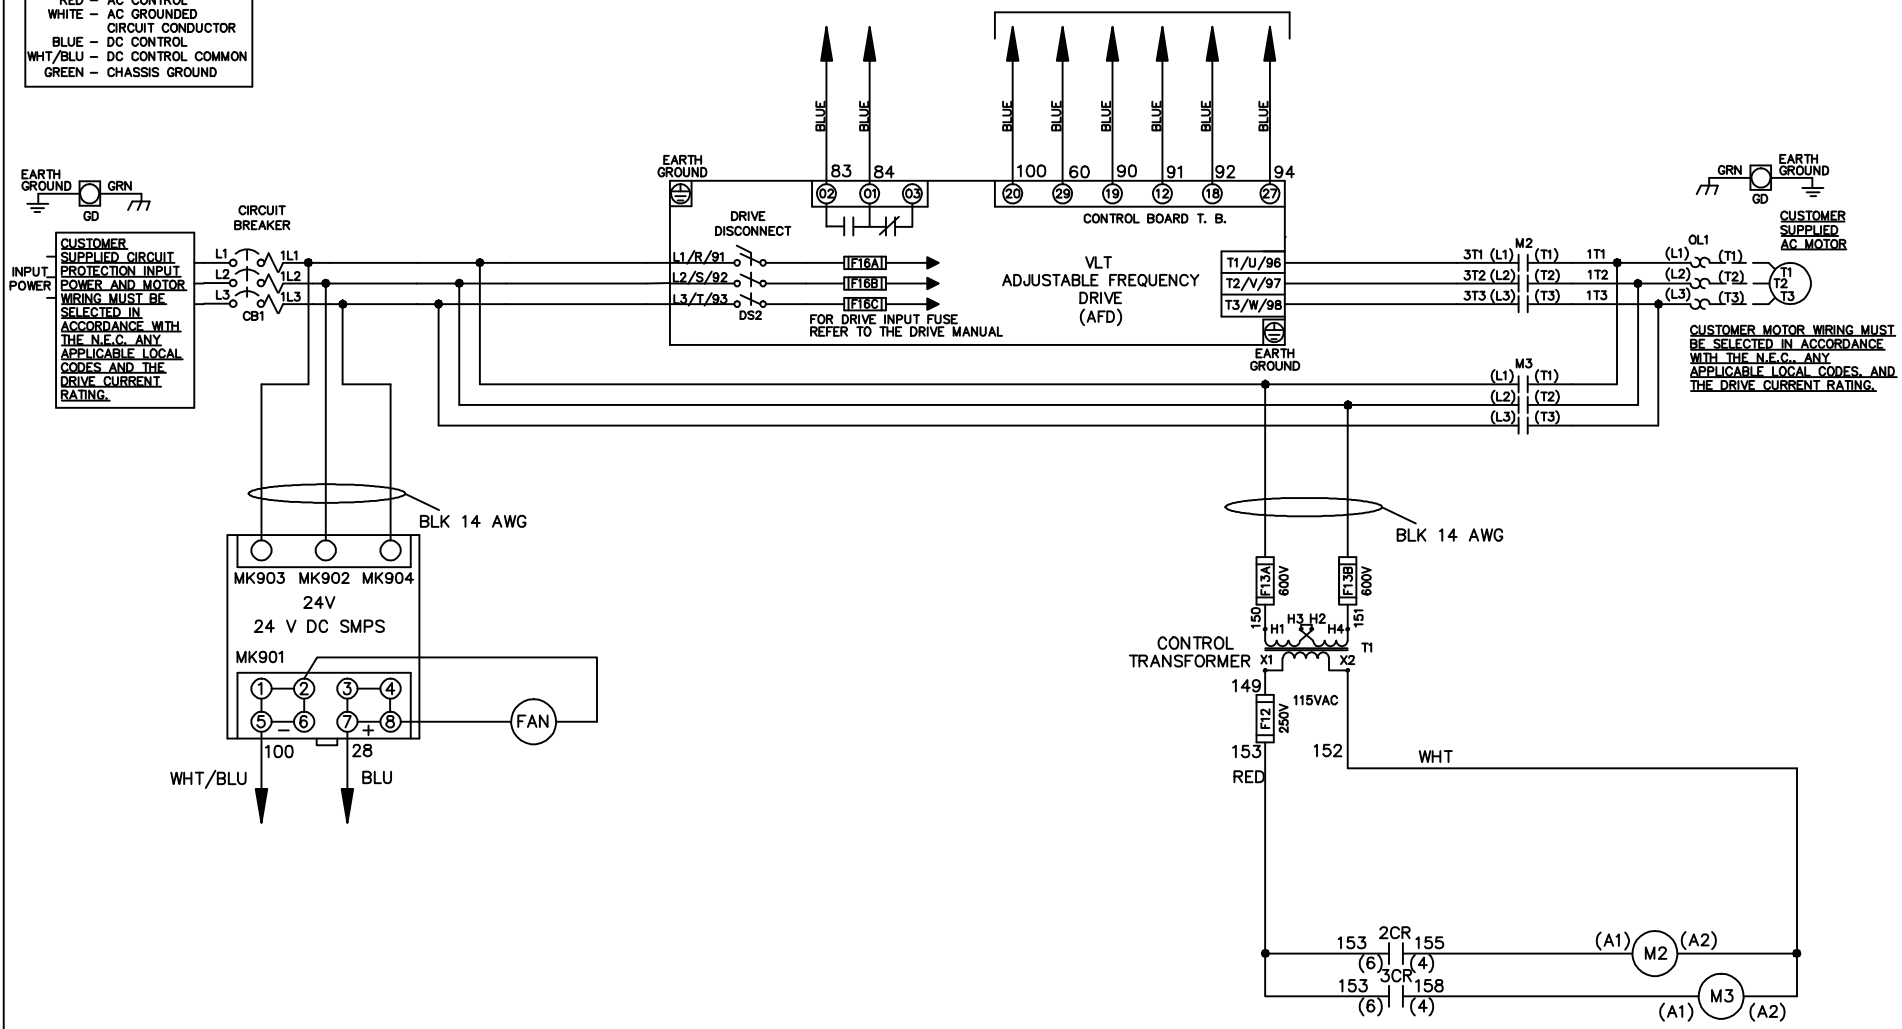 RED – AC CONTROL
WHITE – AC GROUNDED
CIRCUIT CONDUCTOR
BLUE – DC CONTROL
WHT/BLU – DC CONTROL COMMON
GREEN – CHASSIS GROUND
BLUE
BLUE
BLUE
BLUE
BLUE
BLUE
BLUE
BLUE
EARTH
GROUND
GRN
GD
CIRCUIT
BREAKER
INPUT
POWER
CUSTOMER
SUPPLIED CIRCUIT
PROTECTION INPUT
POWER AND MOTOR
WIRING MUST BE
SELECTED IN
ACCORDANCE WITH
THE N.E.C. ANY
APPLICABLE LOCAL
CODES AND THE
DRIVE CURRENT
RATING.
L1 1L1
L2 1L2
L3 1L3
CB1
EARTH
GROUND
83 84
02 01 03
100 60 90 91 92 94
20 29 19 12 18 27
CONTROL BOARD T. B.
DRIVE
DISCONNECT
L1/R/91
L2/S/92
L3/T/93
DS2
F16A
F16B
F16C
FOR DRIVE INPUT FUSE
REFER TO THE DRIVE MANUAL
VLT
ADJUSTABLE FREQUENCY
DRIVE
(AFD)
T1/U/96
T2/V/97
T3/W/98
EARTH
GROUND
M2
3T1 (L1) (T1) 1T1
3T2 (L2) (T2) 1T2
3T3 (L3) (T3) 1T3
OL1
(L1) (T1)
(L2) (T2)
(L3) (T3)
T1
T2
T3
GRN
EARTH
GROUND
GD
CUSTOMER
SUPPLIED
AC MOTOR
CUSTOMER MOTOR WIRING MUST
BE SELECTED IN ACCORDANCE
WITH THE N.E.C., ANY
APPLICABLE LOCAL CODES, AND
THE DRIVE CURRENT RATING.
M3
(L1) (T1)
(L2) (T2)
(L3) (T3)
BLK 14 AWG
MK903 MK902 MK904
24V
24 V DC SMPS
MK901
1 2 3 4
5 6 7 8
– +
FAN
100 28
WHT/BLU BLU
BLK 14 AWG
F13A
600V
F13B
600V
150
151
H1 H3 H2 H4
T1
CONTROL
TRANSFORMER
X1 X2
149
115VAC
F12
250V
153 152
RED
WHT
2CR
153 155
(6) (4)
(A1) M2 (A2)
3CR
153 158
(6) (4)
(A1) M3 (A2)